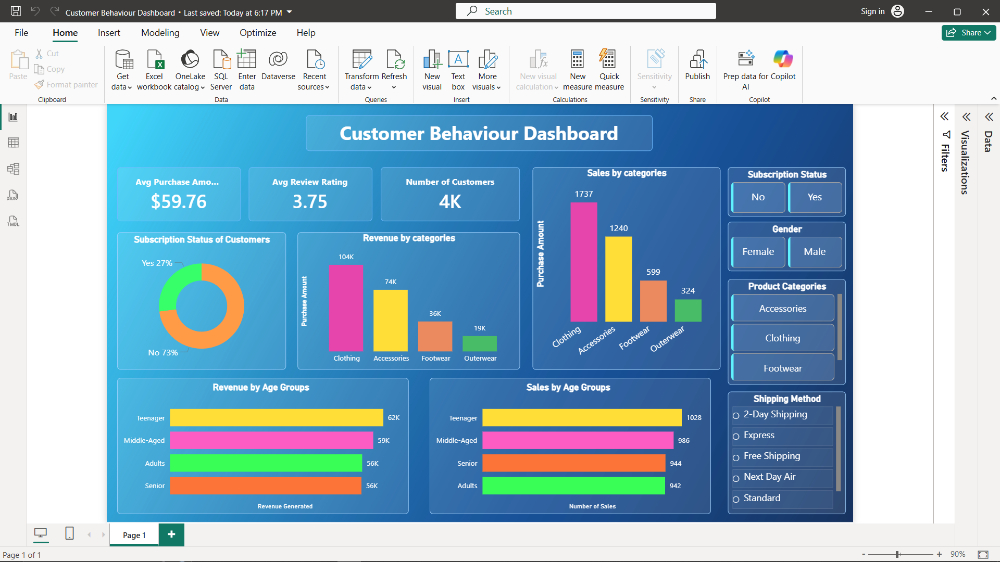 Customer Behaviour Dashboard • Last saved: Today at 6:17 PM
Search
Sign in
File Home Insert Modeling View Optimize Help
Share
Paste
Cut
Copy
Format painter
Clipboard
Get data
Excel workbook
OneLake catalog
SQL Server
Enter data
Dataverse
Recent sources
Data
Transform data
Refresh
Queries
New visual
Text box
More visuals
Insert
New visual calculation
New measure
Quick measure
Calculations
Sensitivity
Sensitivity
Publish
Share
Prep data for AI
Copilot
Copilot
DAX
TMDL
Customer Behaviour Dashboard
Avg Purchase Amo...
$59.76
Avg Review Rating
3.75
Number of Customers
4K
Subscription Status of Customers
Yes 27%
No 73%
Revenue by categories
Purchase Amount
104K
74K
36K
19K
Clothing Accessories Footwear Outerwear
Sales by categories
Purchase Amount
1737
1240
599
324
Clothing Accessories Footwear Outerwear
Subscription Status
No Yes
Gender
Female Male
Product Categories
Accessories
Clothing
Footwear
Shipping Method
2-Day Shipping
Express
Free Shipping
Next Day Air
Standard
Revenue by Age Groups
Teenager 62K
Middle-Aged 59K
Adults 56K
Senior 56K
Revenue Generated
Sales by Age Groups
Teenager 1028
Middle-Aged 986
Senior 944
Adults 942
Number of Sales
Filters
Visualizations
Data
Page 1
+
Page 1 of 1
- + 90%